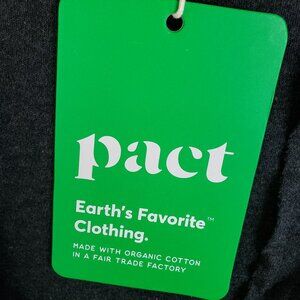 pact
Earth's Favorite™
Clothing.
MADE WITH ORGANIC COTTON
IN A FAIR TRADE FACTORY